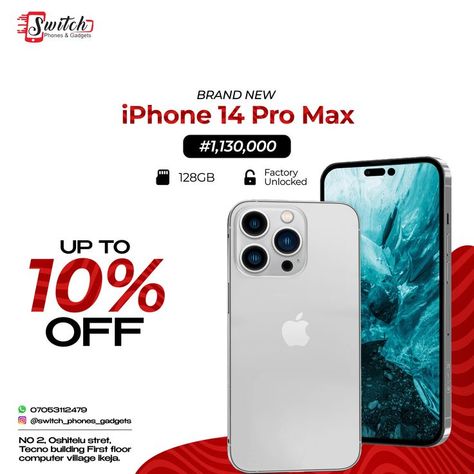 Switch
Phones & Gadgets
BRAND NEW
iPhone 14 Pro Max
#1,130,000
128GB
Factory
Unlocked
UP TO
10%
OFF
07053112479
@switch_phones_gadgets
NO 2, Oshitelu stret,
Tecno building First floor
computer village Ikeja.